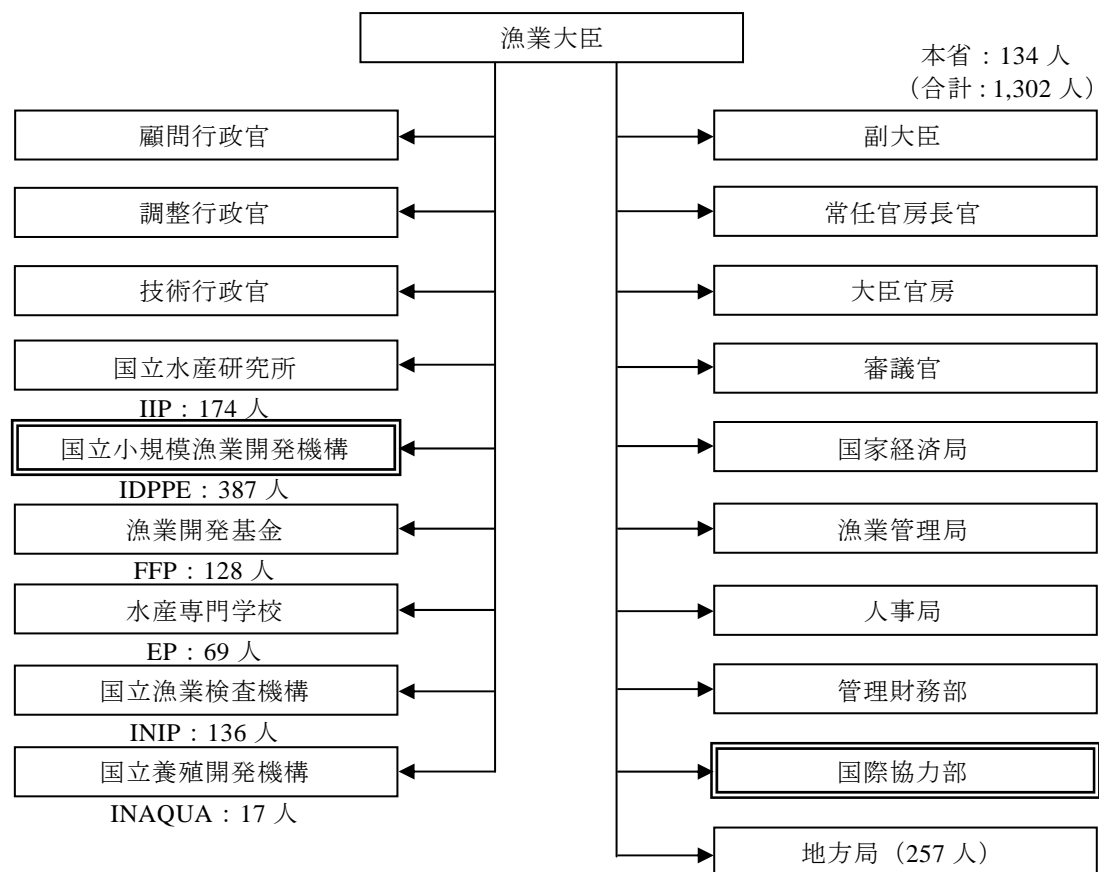 漁業大臣
本省：134 人
（合計：1,302 人）
顧問行政官
調整行政官
技術行政官
国立水産研究所
IIP：174 人
国立小規模漁業開発機構
IDPPE：387 人
漁業開発基金
FFP：128 人
水産専門学校
EP：69 人
国立漁業検査機構
INIP：136 人
国立養殖開発機構
INAQUA：17 人
副大臣
常任官房長官
大臣官房
審議官
国家経済局
漁業管理局
人事局
管理財務部
国際協力部
地方局（257 人）